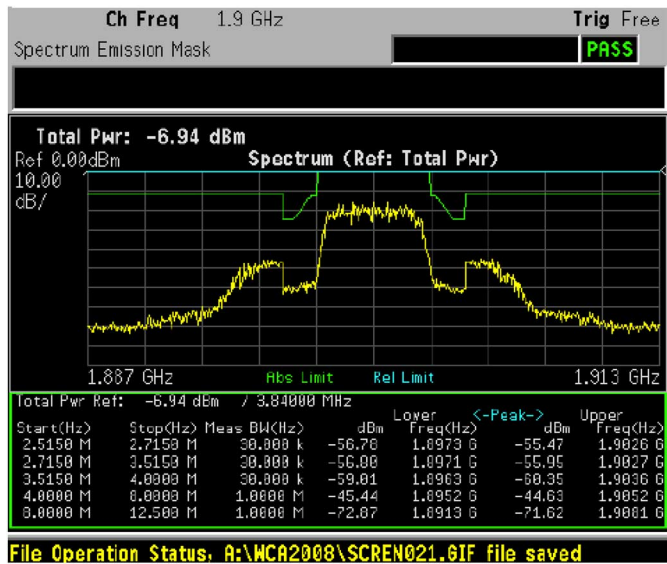 Ch Freq 1.9 GHz Trig Free
Spectrum Emission Mask PASS
Total Pwr: -6.94 dBm
Ref 0.00dBm Spectrum (Ref: Total Pwr)
10.00
dB/
1.887 GHz Abs Limit Rel Limit 1.913 GHz
Total Pwr Ref: -6.94 dBm / 3.84000 MHz
Lower <-Peak-> Upper
Start(Hz) Stop(Hz) Meas BW(Hz) dBm Freq(Hz) dBm Freq(Hz)
2.5150 M 2.7150 M 30.000 k -56.78 1.8973 G -55.47 1.9026 G
2.7150 M 3.5150 M 30.000 k 1.8971 G -55.95 1.9027 G
3.5150 M 4.0000 M 30.000 k -59.01 1.8963 G -60.35 1.9036 G
4.0000 M 8.0000 M 1.0000 M -45.44 1.8952 G -44.63 1.9052 G
8.0000 M 12.500 M 1.0000 M -72.87 1.8913 G -71.62 1.9081 G
File Operation Status, A:\WCA2008\SCREN021.GIF file saved